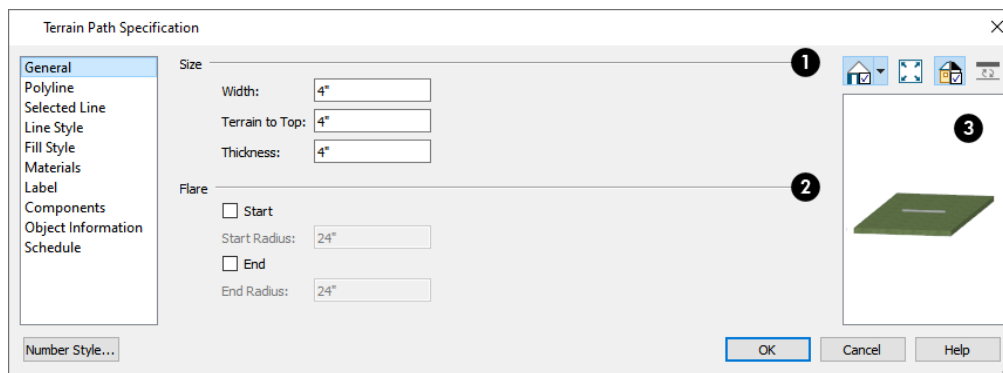 Terrain Path Specification
General
Polyline
Selected Line
Line Style
Fill Style
Materials
Label
Components
Object Information
Schedule
Size
1
Width: 4"
Terrain to Top: 4"
Thickness: 4"
Flare
2
Start
Start Radius: 24"
End
End Radius: 24"
3
Number Style...
OK
Cancel
Help